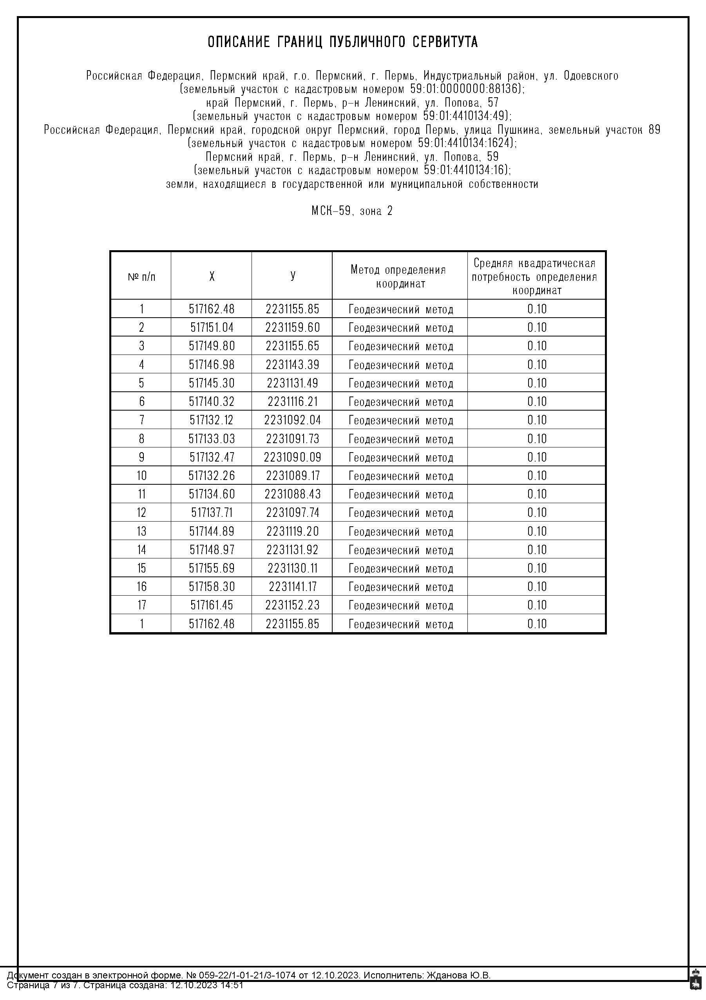 ОПИСАНИЕ ГРАНИЦ ПУБЛИЧНОГО СЕРВИТУТА
Российская Федерация, Пермский край, г.о. Пермский, г. Пермь, Индустриальный район, ул. Одоевского
(земельный участок с кадастровым номером 59:01:0000000:88136);
край Пермский, г. Пермь, р–н Ленинский, ул. Попова, 57
(земельный участок с кадастровым номером 59:01:4410134:49);
Российская Федерация, Пермский край, городской округ Пермский, город Пермь, улица Пушкина, земельный участок 89
(земельный участок с кадастровым номером 59:01:4410134:1624);
Пермский край, г. Пермь, р–н Ленинский, ул. Попова, 59
(земельный участок с кадастровым номером 59:01:4410134:16);
земли, находящиеся в государственной или муниципальной собственности
МСК–59, зона 2
№ п/п X У Метод определения координат Средняя квадратическая потребность определения координат
1 517162.48 2231155.85 Геодезический метод 0.10
2 517151.04 2231159.60 Геодезический метод 0.10
3 517149.80 2231155.65 Геодезический метод 0.10
4 517146.98 2231143.39 Геодезический метод 0.10
5 517145.30 2231131.49 Геодезический метод 0.10
6 517140.32 2231116.21 Геодезический метод 0.10
7 517132.12 2231092.04 Геодезический метод 0.10
8 517133.03 2231091.73 Геодезический метод 0.10
9 517132.47 2231090.09 Геодезический метод 0.10
10 517132.26 2231089.17 Геодезический метод 0.10
11 517134.60 2231088.43 Геодезический метод 0.10
12 517137.71 2231097.74 Геодезический метод 0.10
13 517144.89 2231119.20 Геодезический метод 0.10
14 517148.97 2231131.92 Геодезический метод 0.10
15 517155.69 2231130.11 Геодезический метод 0.10
16 517158.30 2231141.17 Геодезический метод 0.10
17 517161.45 2231152.23 Геодезический метод 0.10
1 517162.48 2231155.85 Геодезический метод 0.10
Документ создан в электронной форме. № 059-22/1-01-21/3-1074 от 12.10.2023. Исполнитель: Жданова Ю.В.
Страница 7 из 7. Страница создана: 12.10.2023 14:51